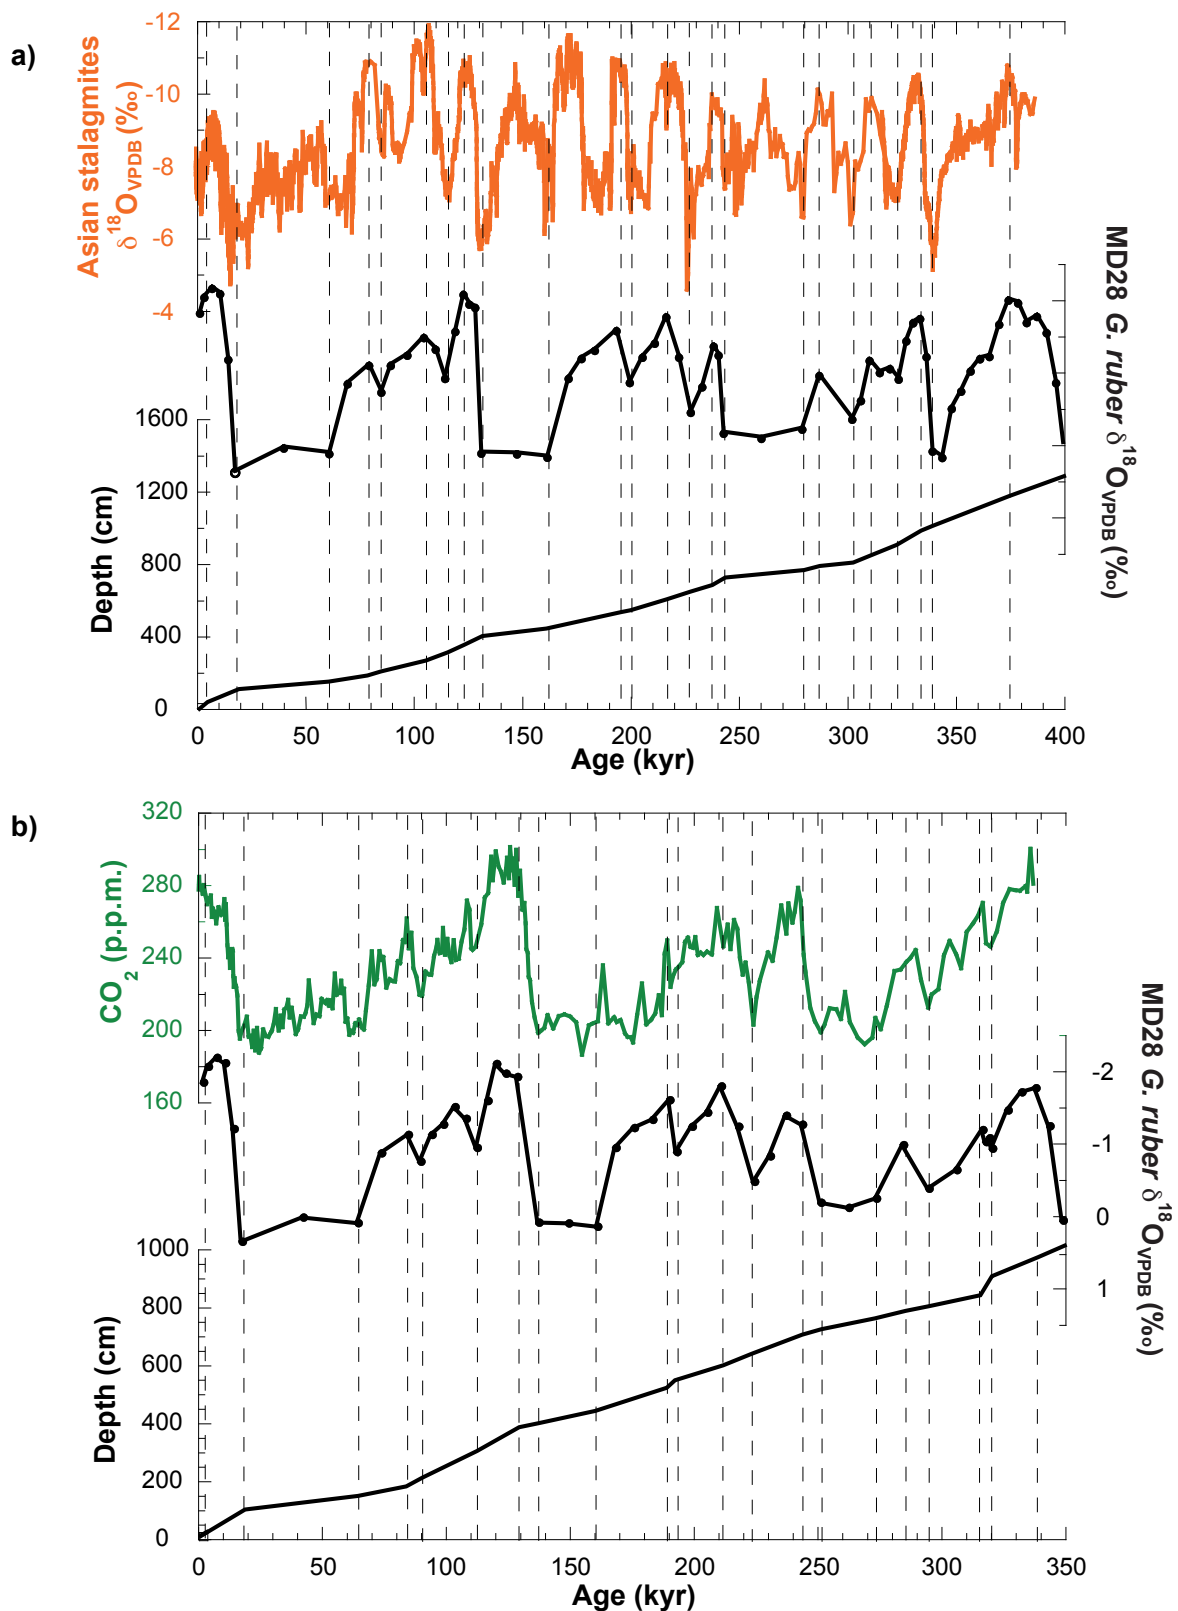 a)
Asian stalagmites
δ¹⁸O_VPDB (‰)
-12
-10
-8
-6
-4
MD28 G. ruber δ¹⁸O_VPDB (‰)
Depth (cm)
1600
1200
800
400
0
0 50 100 150 200 250 300 350 400
Age (kyr)
b)
CO₂ (p.p.m.)
320
280
240
200
160
MD28 G. ruber δ¹⁸O_VPDB (‰)
-2
-1
0
1
Depth (cm)
1000
800
600
400
200
0
0 50 100 150 200 250 300 350
Age (kyr)